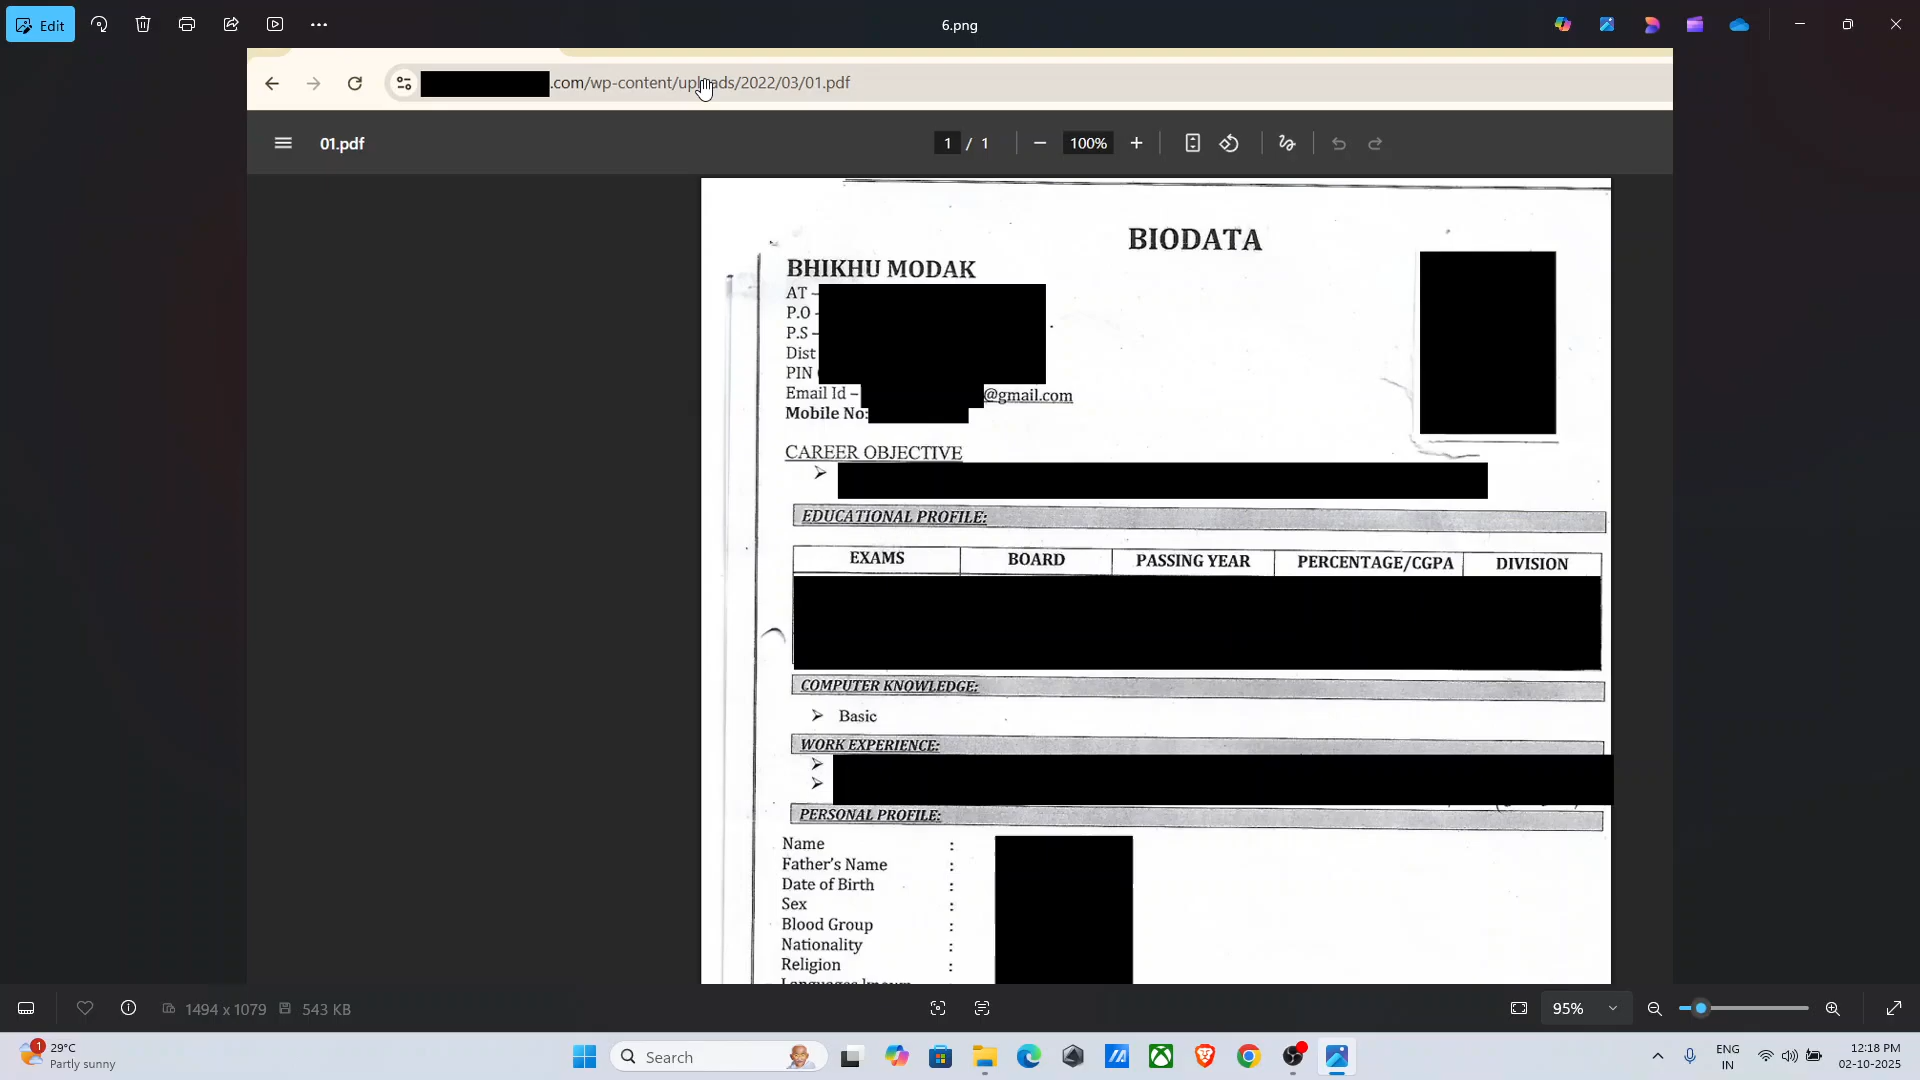 Edit
6.png
.com/wp-content/uploads/2022/03/01.pdf
01.pdf
1 / 1
100%
BIODATA
BHIKHU MODAK
AT –
P.O -
P.S –
Dist
PIN
Email Id – @gmail.com
Mobile No:
CAREER OBJECTIVE
EDUCATIONAL PROFILE:
EXAMS BOARD PASSING YEAR PERCENTAGE/CGPA DIVISION
COMPUTER KNOWLEDGE:
Basic
WORK EXPERIENCE:
PERSONAL PROFILE:
Name :
Father's Name :
Date of Birth :
Sex :
Blood Group :
Nationality :
Religion :
Languages known
1494 x 1079 543 KB
95%
1
29°C
Partly sunny
Search
ENG
IN
12:18 PM
02-10-2025